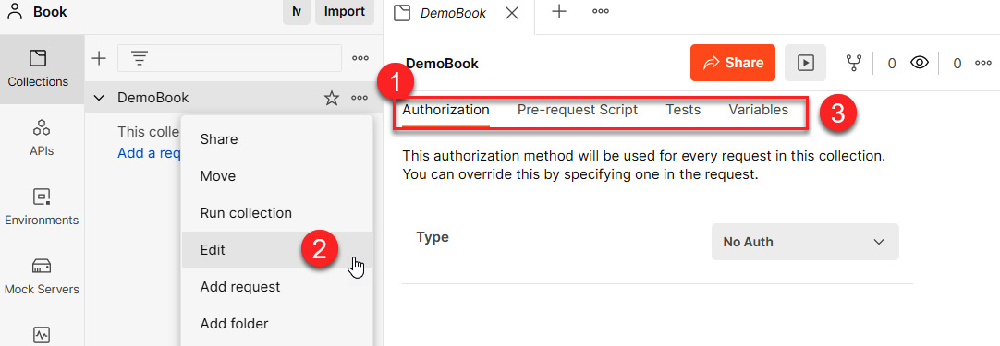 Book
N
Import
DemoBook
Collections
DemoBook
Share
0
0
1
DemoBook
Authorization
Pre-request Script
Tests
Variables
3
This colle
Add a req
APIs
Share
This authorization method will be used for every request in this collection.
You can override this by specifying one in the request.
Move
Run collection
Environments
Edit
2
Type
No Auth
Mock Servers
Add request
Add folder